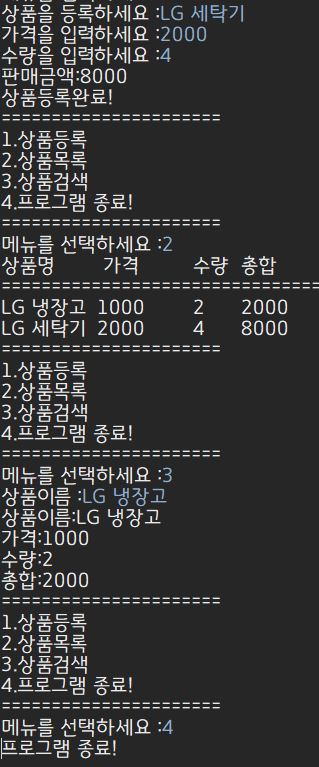 상품을 등록하세요 :LG 세탁기
가격을 입력하세요 :2000
수량을 입력하세요 :4
판매금액:8000
상품등록완료!
======================
1.상품등록
2.상품목록
3.상품검색
4.프로그램 종료!
======================
메뉴를 선택하세요 :2
상품명 가격 수량 총합
================================
LG 냉장고 1000 2 2000
LG 세탁기 2000 4 8000
======================
1.상품등록
2.상품목록
3.상품검색
4.프로그램 종료!
======================
메뉴를 선택하세요 :3
상품이름 :LG 냉장고
상품이름:LG 냉장고
가격:1000
수량:2
총합:2000
======================
1.상품등록
2.상품목록
3.상품검색
4.프로그램 종료!
======================
메뉴를 선택하세요 :4
프로그램 종료!